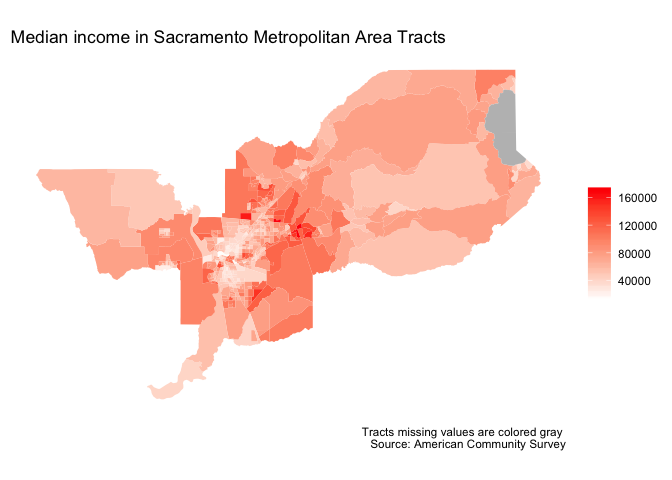 Median income in Sacramento Metropolitan Area Tracts
160000
120000
80000
40000
Tracts missing values are colored gray
Source: American Community Survey